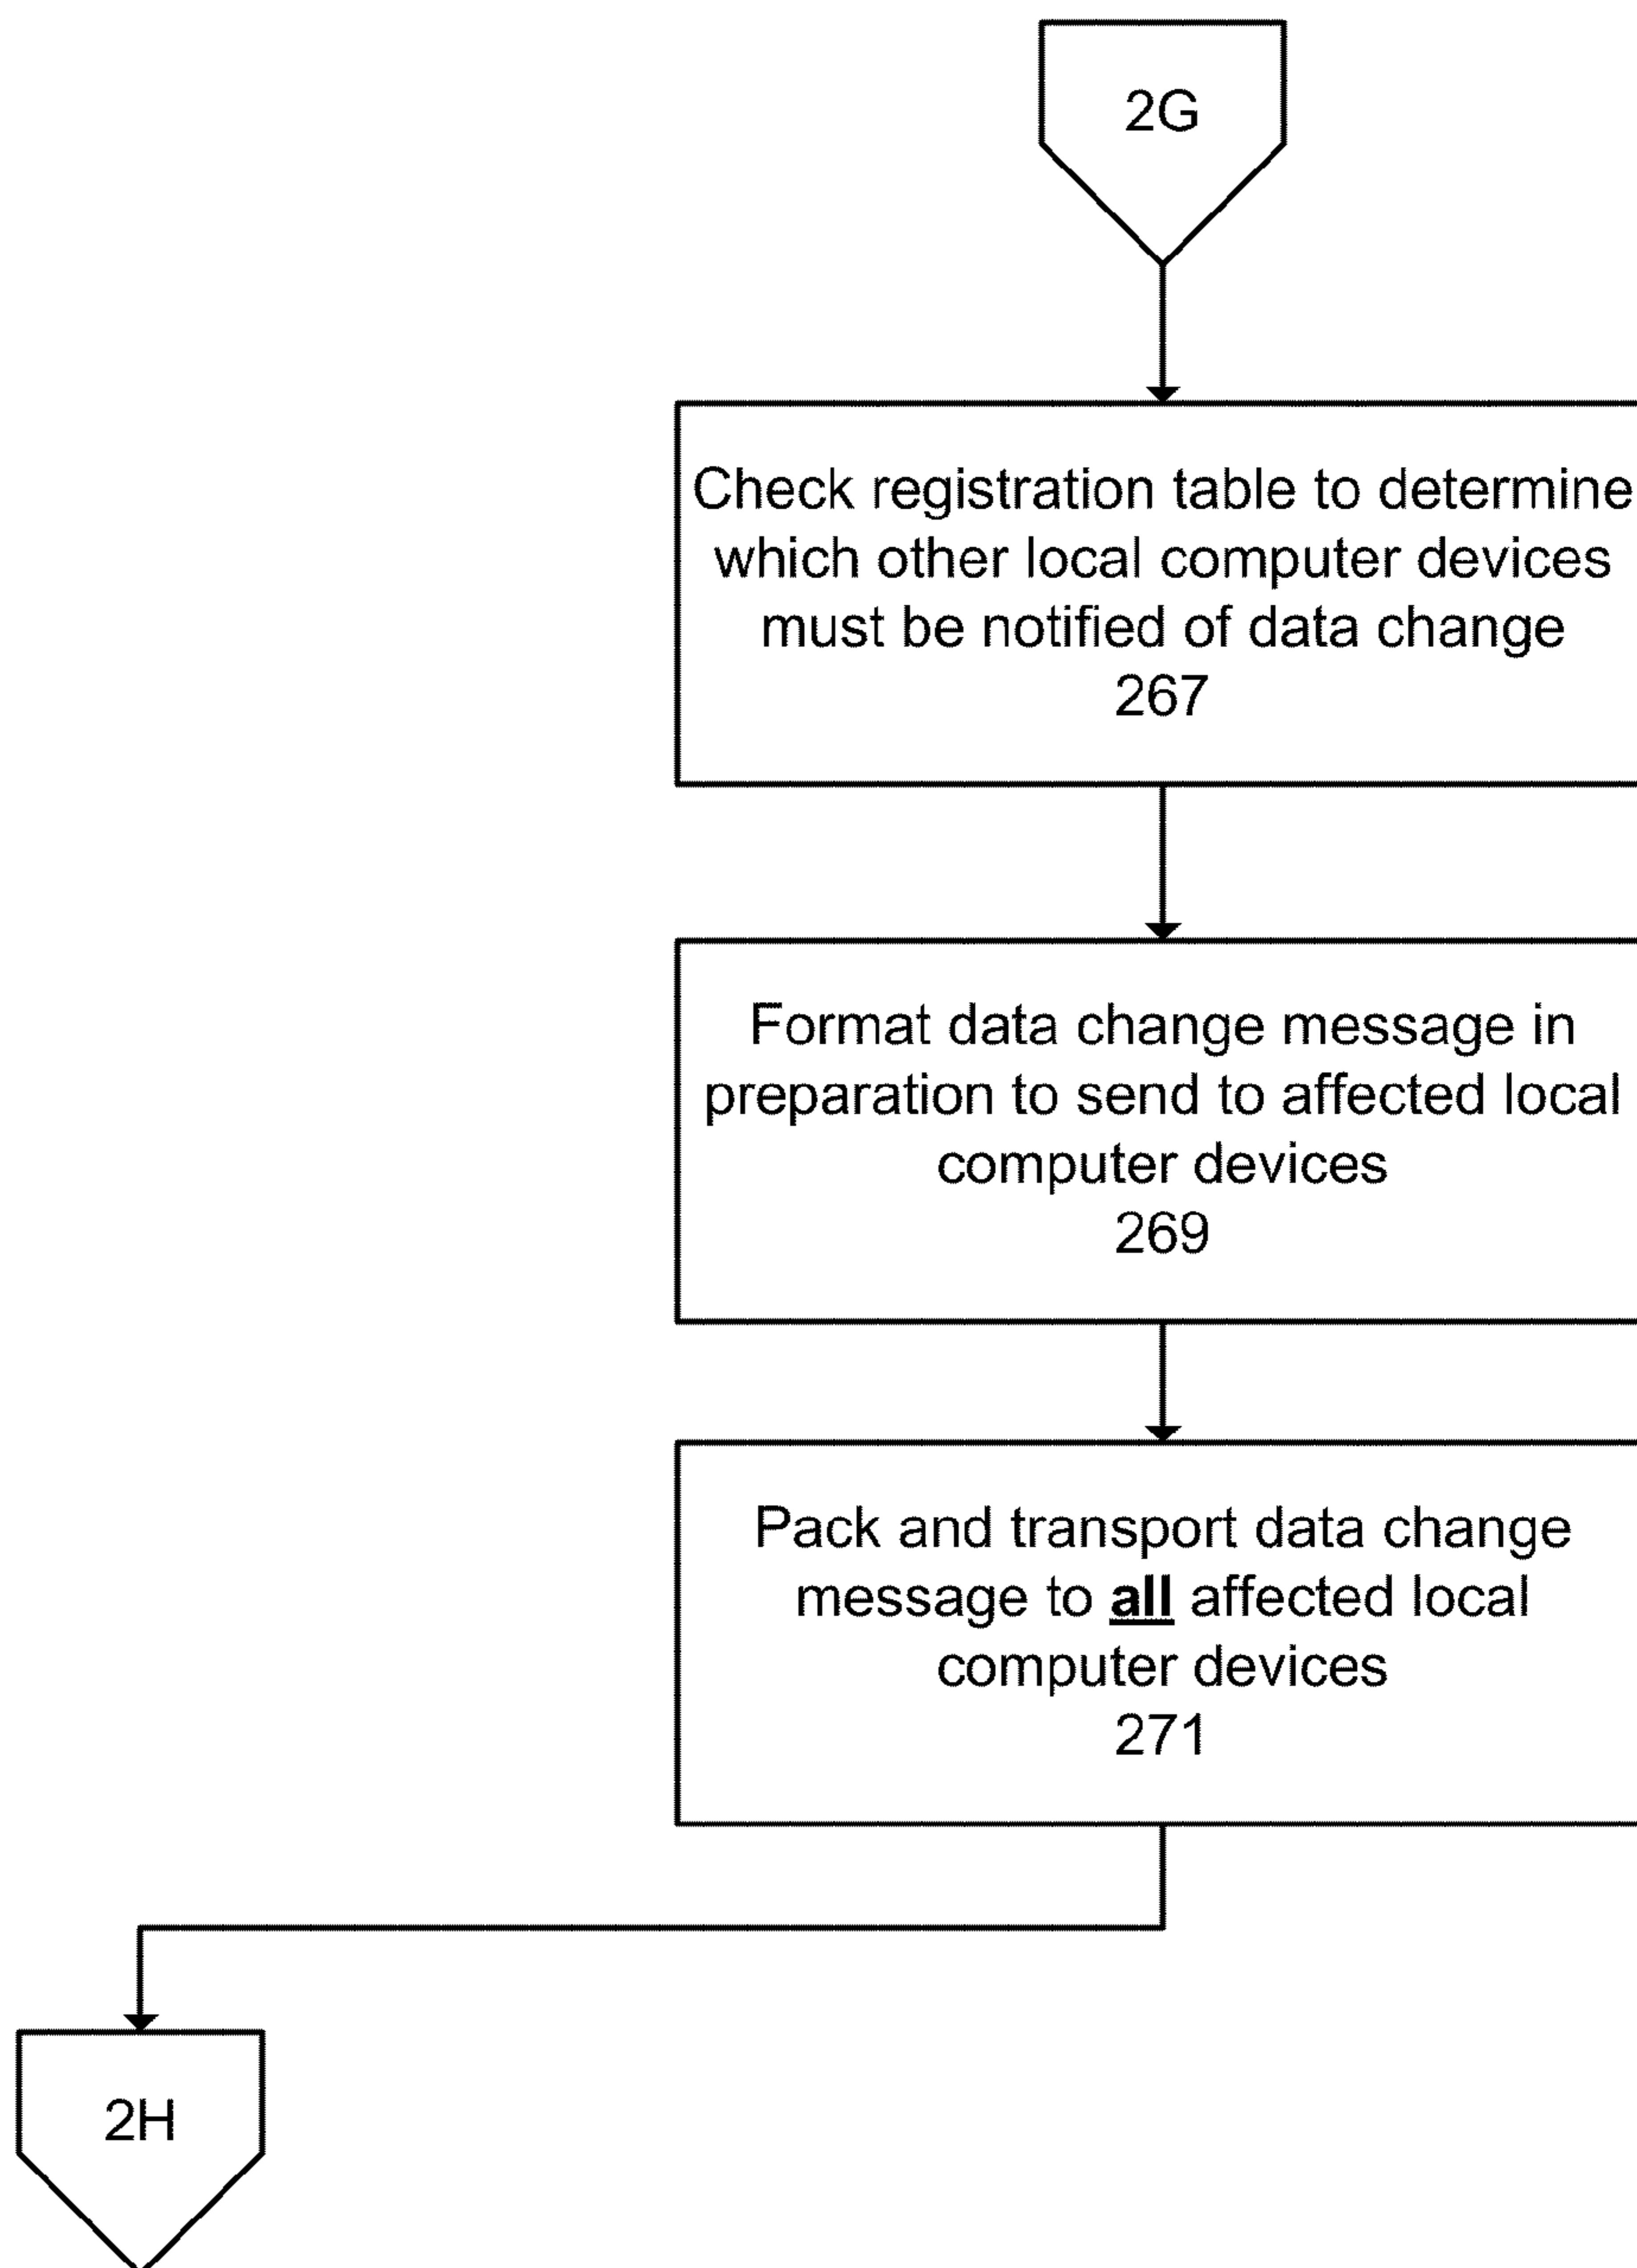 2G
Check registration table to determine
which other local computer devices
must be notified of data change
267
Format data change message in
preparation to send to affected local
computer devices
269
Pack and transport data change
message to all affected local
computer devices
271
2H